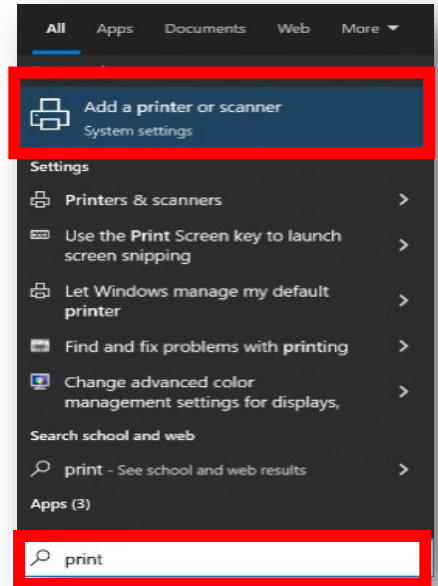 All Apps Documents Web More
Add a printer or scanner
System settings
Settings
Printers & scanners
Use the Print Screen key to launch
screen snipping
Let Windows manage my default
printer
Find and fix problems with printing
Change advanced color
management settings for displays,
Search school and web
print - See school and web results
Apps (3)
print